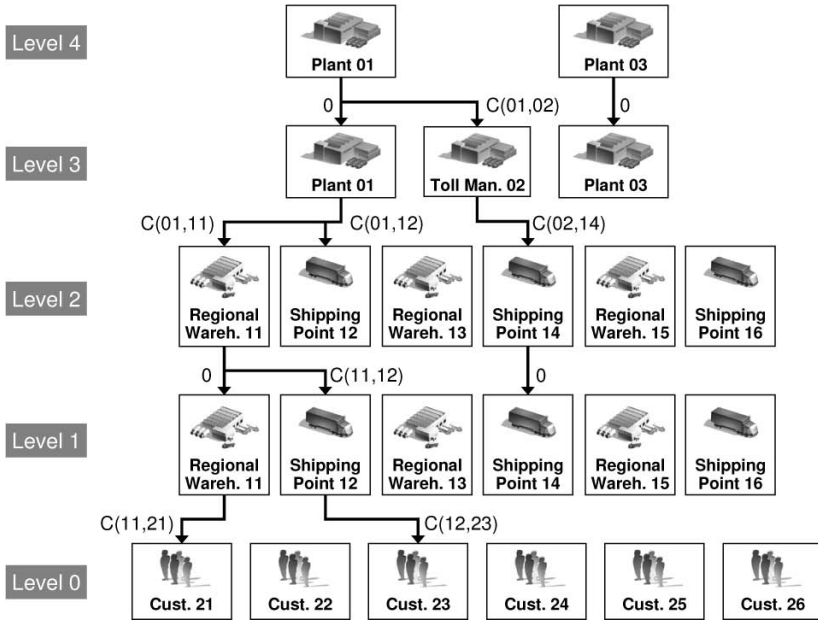 Level 4
Plant 01
Plant 03
0
C(01,02)
0
Level 3
Plant 01
Toll Man. 02
Plant 03
C(01,11)
C(01,12)
C(02,14)
Level 2
Regional
Wareh. 11
Shipping
Point 12
Regional
Wareh. 13
Shipping
Point 14
Regional
Wareh. 15
Shipping
Point 16
0
C(11,12)
0
Level 1
Regional
Wareh. 11
Shipping
Point 12
Regional
Wareh. 13
Shipping
Point 14
Regional
Wareh. 15
Shipping
Point 16
C(11,21)
C(12,23)
Level 0
Cust. 21
Cust. 22
Cust. 23
Cust. 24
Cust. 25
Cust. 26